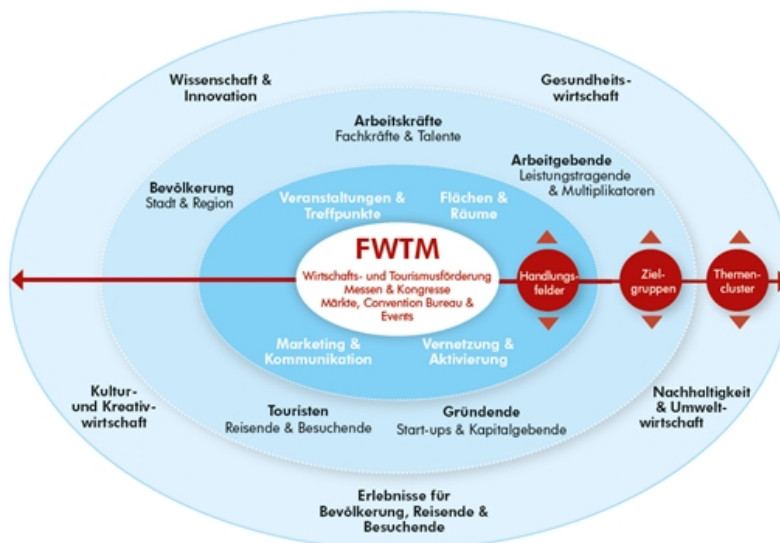 Wissenschaft &
Innovation
Gesundheits-
wirtschaft
Arbeitskräfte
Fachkräfte & Talente
Arbeitgebende
Leistungstragende
& Multiplikatoren
Bevölkerung
Stadt & Region
Veranstaltungen &
Treffpunkte
Flächen &
Räume
FWTM
Wirtschafts- und Tourismusförderung
Messen & Kongresse
Märkte, Convention Bureau &
Events
Handlungs-
felder
Ziel-
gruppen
Themen-
cluster
Marketing &
Kommunikation
Vernetzung &
Aktivierung
Kultur-
und Kreativ-
wirtschaft
Touristen
Reisende & Besuchende
Gründende
Start-ups & Kapitalgebende
Nachhaltigkeit
& Umwelt-
wirtschaft
Erlebnisse für
Bevölkerung, Reisende &
Besuchende